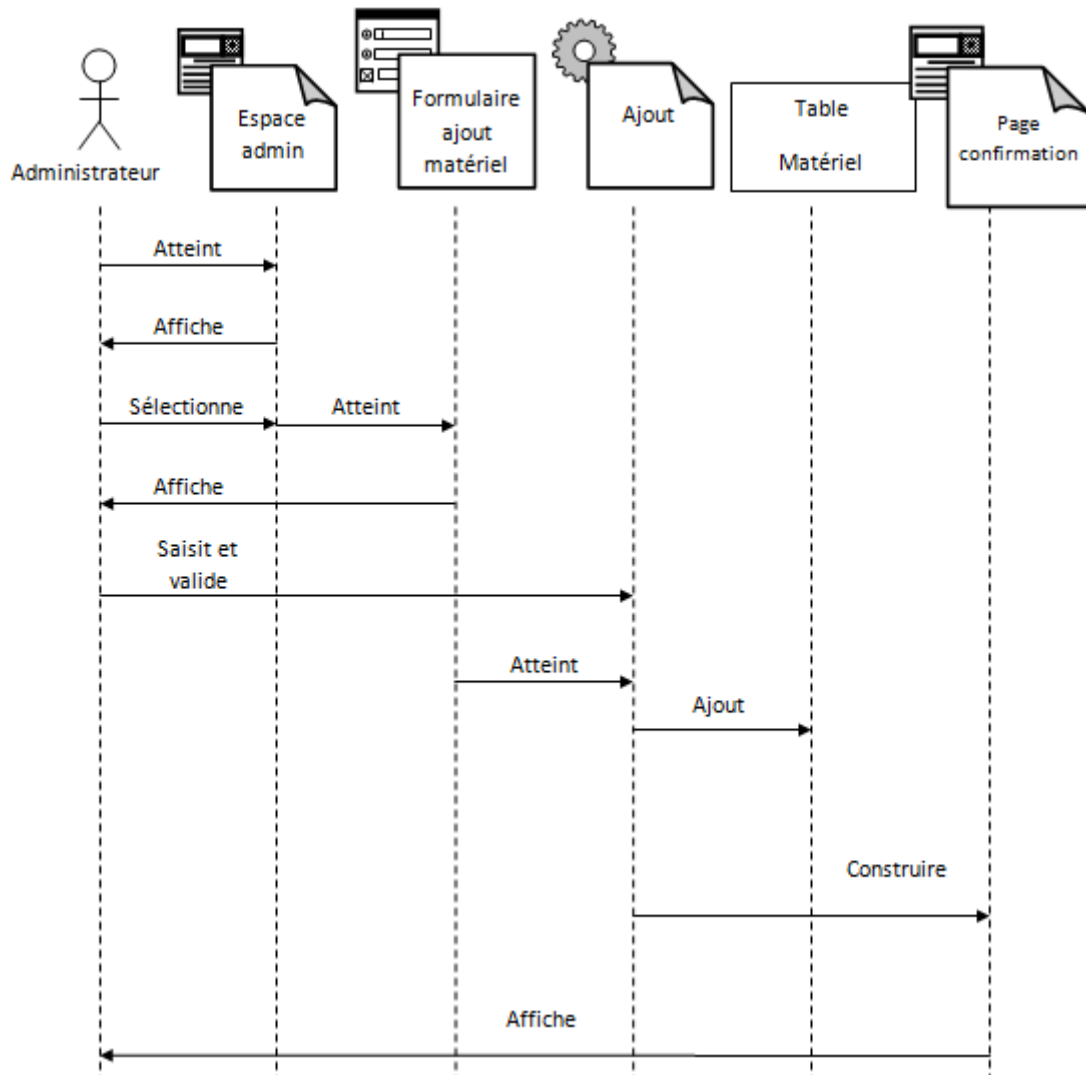 Administrateur
Espace
admin
Formulaire
ajout
matériel
Ajout
Table
Matériel
Page
confirmation
Atteint
Affiche
Sélectionne
Atteint
Affiche
Saisit et
valide
Atteint
Ajout
Construire
Affiche